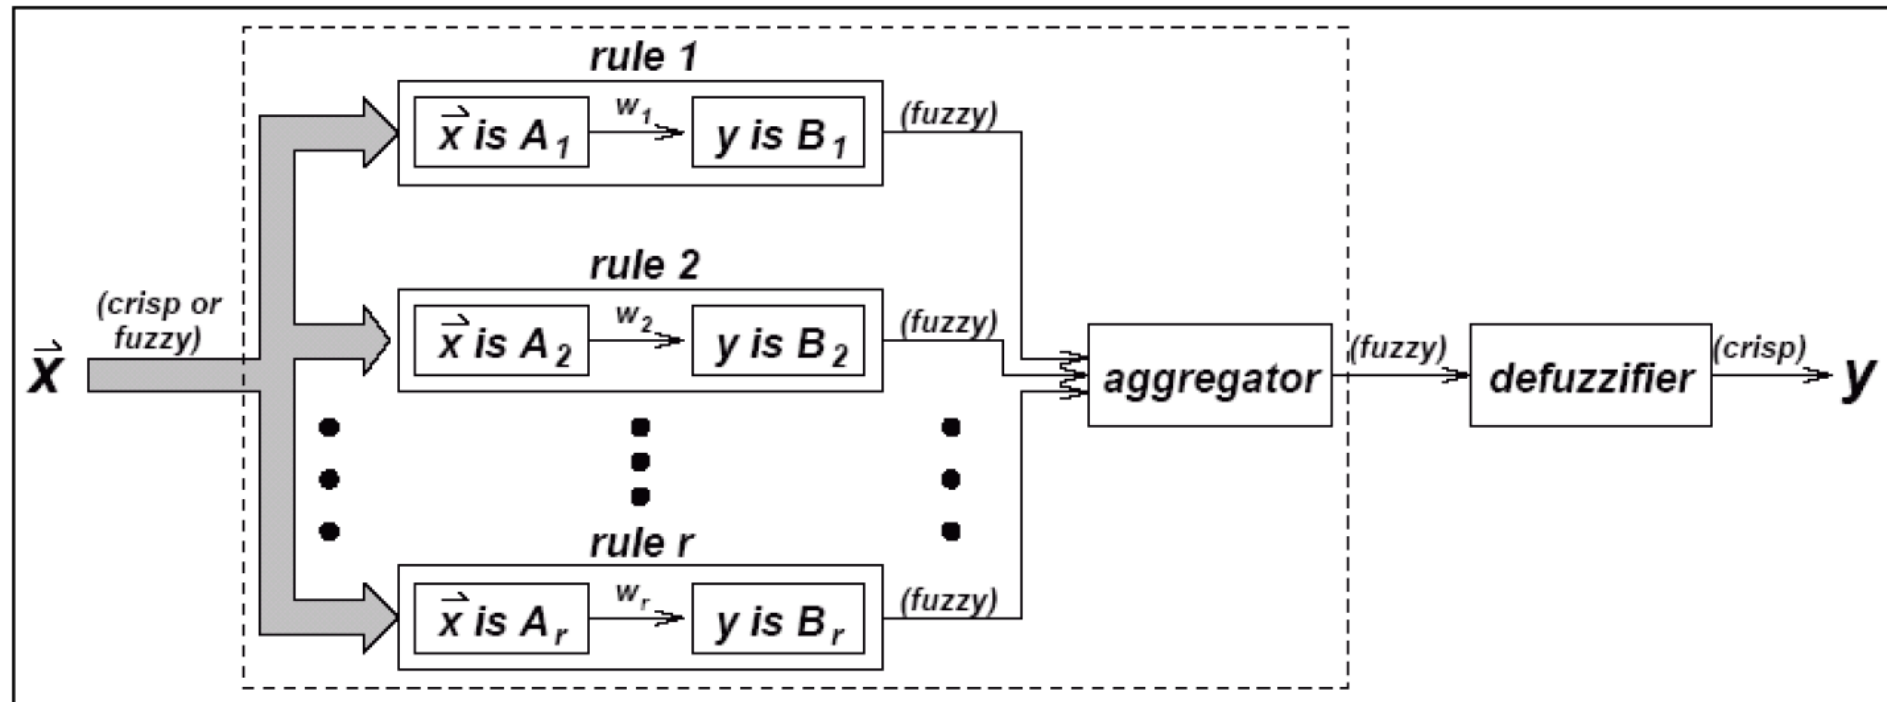 rule 1
x⃗ is A₁
w₁
y is B₁
(fuzzy)
rule 2
x⃗ is A₂
w₂
y is B₂
(fuzzy)
(crisp or
fuzzy)
x⃗
aggregator
(fuzzy)
defuzzifier
(crisp)
y
rule r
x⃗ is Aᵣ
wᵣ
y is Bᵣ
(fuzzy)